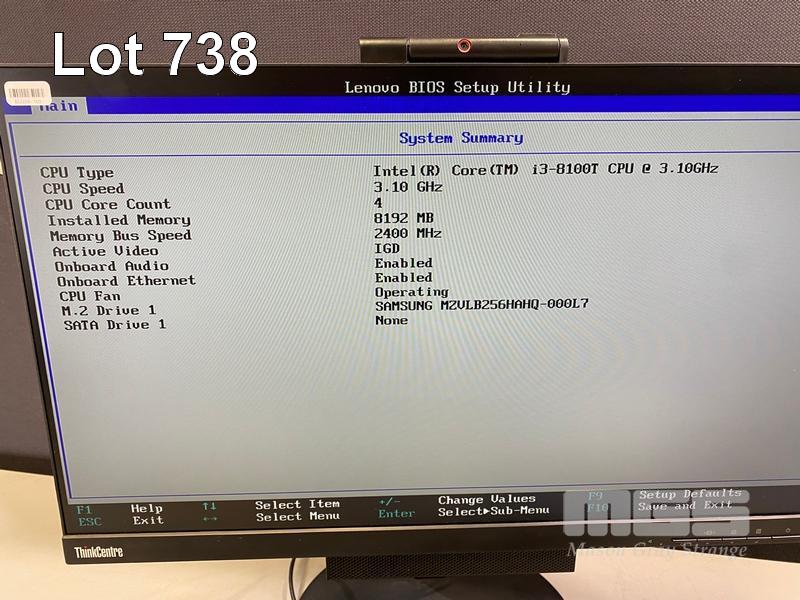 Lot 738
Lenovo BIOS Setup Utility
Main
System Summary
CPU Type Intel(R) Core(TM) i3-8100T CPU @ 3.10GHz
CPU Speed 3.10 GHz
CPU Core Count 4
Installed Memory 8192 MB
Memory Bus Speed 2400 MHz
Active Video IGD
Onboard Audio Enabled
Onboard Ethernet Enabled
CPU Fan Operating
M.2 Drive 1 SAMSUNG MZVLB256HAHQ-000L7
SATA Drive 1 None
F1 Help ↑↓ Select Item +/- Change Values F9 Setup Defaults
ESC Exit ↔ Enter Select Menu Select▶Sub-Menu F10 Save and Exit
MGS
ThinkCentre